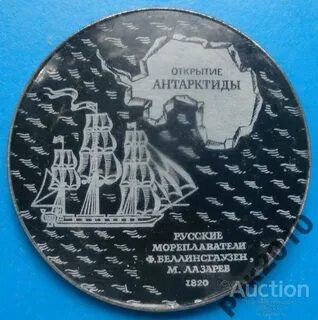 ОТКРЫТИЕ
АНТАРКТИДЫ
РУССКИЕ
МОРЕПЛАВАТЕЛИ
Ф. БЕЛЛИНСГАУЗЕН
М. ЛАЗАРЕВ
1820
Auction